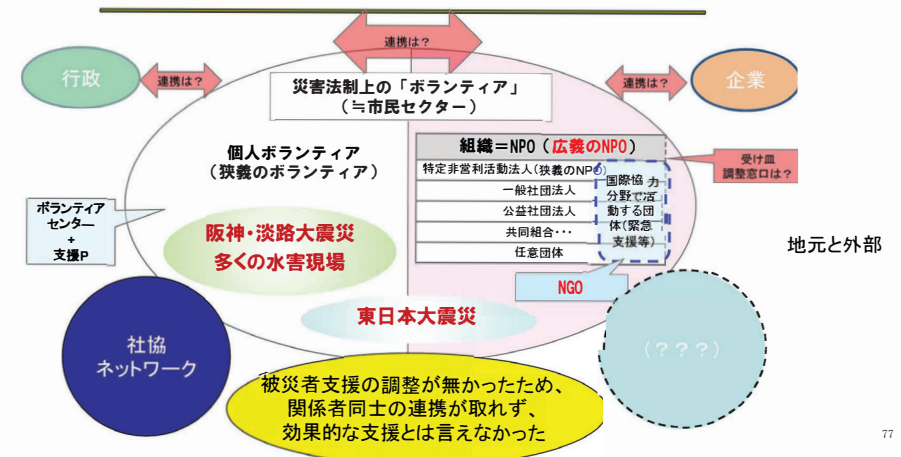 連携は?
行政
連携は?
連携は?
企業
災害法制上の「ボランティア」
(≒市民セクター)
個人ボランティア
(狭義のボランティア)
組織=NPO(広義のNPO)
特定非営利活動法人(狭義のNPO)
一般社団法人
公益社団法人
共同組合・・・
任意団体
国際協 力
分野で活
動する団
体(緊急
支援等)
NGO
受け皿
調整窓口は?
ボランティア
センター
+
支援P
阪神・淡路大震災
多くの水害現場
地元と外部
東日本大震災
社協
ネットワーク
(???)
被災者支援の調整が無かったため、
関係者同士の連携が取れず、
効果的な支援とは言えなかった
77